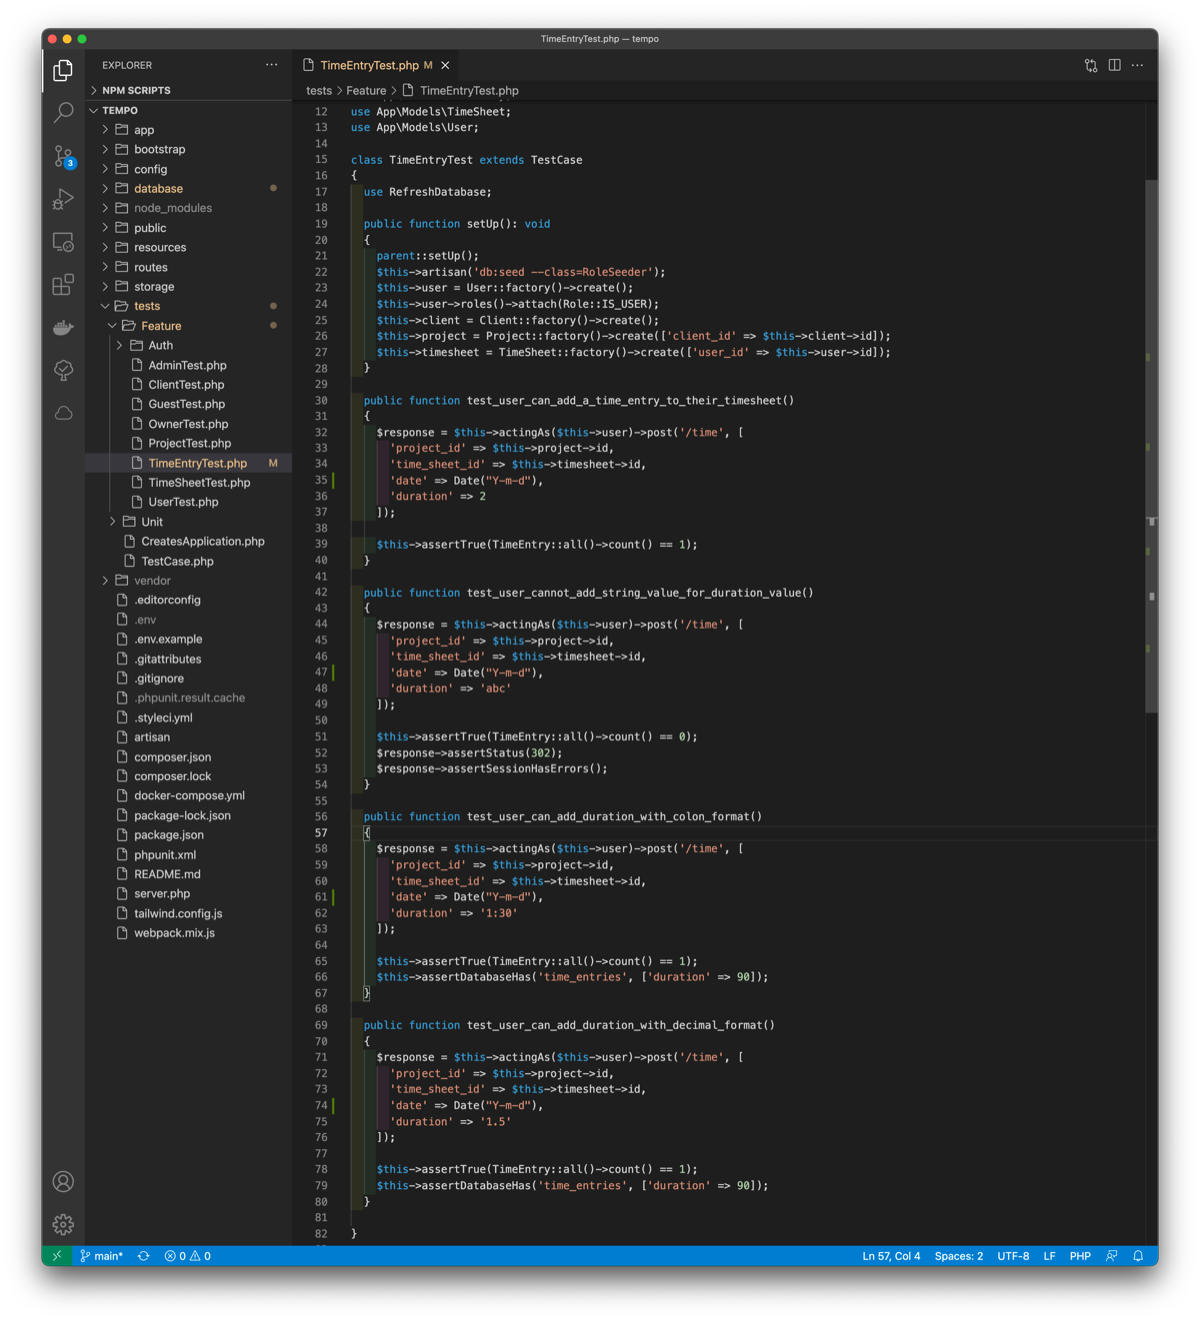 TimeEntryTest.php — tempo
EXPLORER
TimeEntryTest.php M
NPM SCRIPTS
tests > Feature > TimeEntryTest.php
TEMPO
app
bootstrap
config
database
node_modules
public
resources
routes
storage
tests
Feature
Auth
AdminTest.php
ClientTest.php
GuestTest.php
OwnerTest.php
ProjectTest.php
TimeEntryTest.php M
TimeSheetTest.php
UserTest.php
Unit
CreatesApplication.php
TestCase.php
vendor
.editorconfig
.env
.env.example
.gitattributes
.gitignore
.phpunit.result.cache
.styleci.yml
artisan
composer.json
composer.lock
docker-compose.yml
package-lock.json
package.json
phpunit.xml
README.md
server.php
tailwind.config.js
webpack.mix.js
3
12 use App\Models\TimeSheet;
13 use App\Models\User;
14
15 class TimeEntryTest extends TestCase
16 {
17 use RefreshDatabase;
18
19 public function setUp(): void
20 {
21 parent::setUp();
22 $this->artisan('db:seed --class=RoleSeeder');
23 $this->user = User::factory()->create();
24 $this->user->roles()->attach(Role::IS_USER);
25 $this->client = Client::factory()->create();
26 $this->project = Project::factory()->create(['client_id' => $this->client->id]);
27 $this->timesheet = TimeSheet::factory()->create(['user_id' => $this->user->id]);
28 }
29
30 public function test_user_can_add_a_time_entry_to_their_timesheet()
31 {
32 $response = $this->actingAs($this->user)->post('/time', [
33 'project_id' => $this->project->id,
34 'time_sheet_id' => $this->timesheet->id,
35 'date' => Date("Y-m-d"),
36 'duration' => 2
37 ]);
38
39 $this->assertTrue(TimeEntry::all()->count() == 1);
40 }
41
42 public function test_user_cannot_add_string_value_for_duration_value()
43 {
44 $response = $this->actingAs($this->user)->post('/time', [
45 'project_id' => $this->project->id,
46 'time_sheet_id' => $this->timesheet->id,
47 'date' => Date("Y-m-d"),
48 'duration' => 'abc'
49 ]);
50
51 $this->assertTrue(TimeEntry::all()->count() == 0);
52 $response->assertStatus(302);
53 $response->assertSessionHasErrors();
54 }
55
56 public function test_user_can_add_duration_with_colon_format()
57 {
58 $response = $this->actingAs($this->user)->post('/time', [
59 'project_id' => $this->project->id,
60 'time_sheet_id' => $this->timesheet->id,
61 'date' => Date("Y-m-d"),
62 'duration' => '1:30'
63 ]);
64
65 $this->assertTrue(TimeEntry::all()->count() == 1);
66 $this->assertDatabaseHas('time_entries', ['duration' => 90]);
67 }
68
69 public function test_user_can_add_duration_with_decimal_format()
70 {
71 $response = $this->actingAs($this->user)->post('/time', [
72 'project_id' => $this->project->id,
73 'time_sheet_id' => $this->timesheet->id,
74 'date' => Date("Y-m-d"),
75 'duration' => '1.5'
76 ]);
77
78 $this->assertTrue(TimeEntry::all()->count() == 1);
79 $this->assertDatabaseHas('time_entries', ['duration' => 90]);
80 }
81
82 }
main* 0 0 Ln 57, Col 4 Spaces: 2 UTF-8 LF PHP